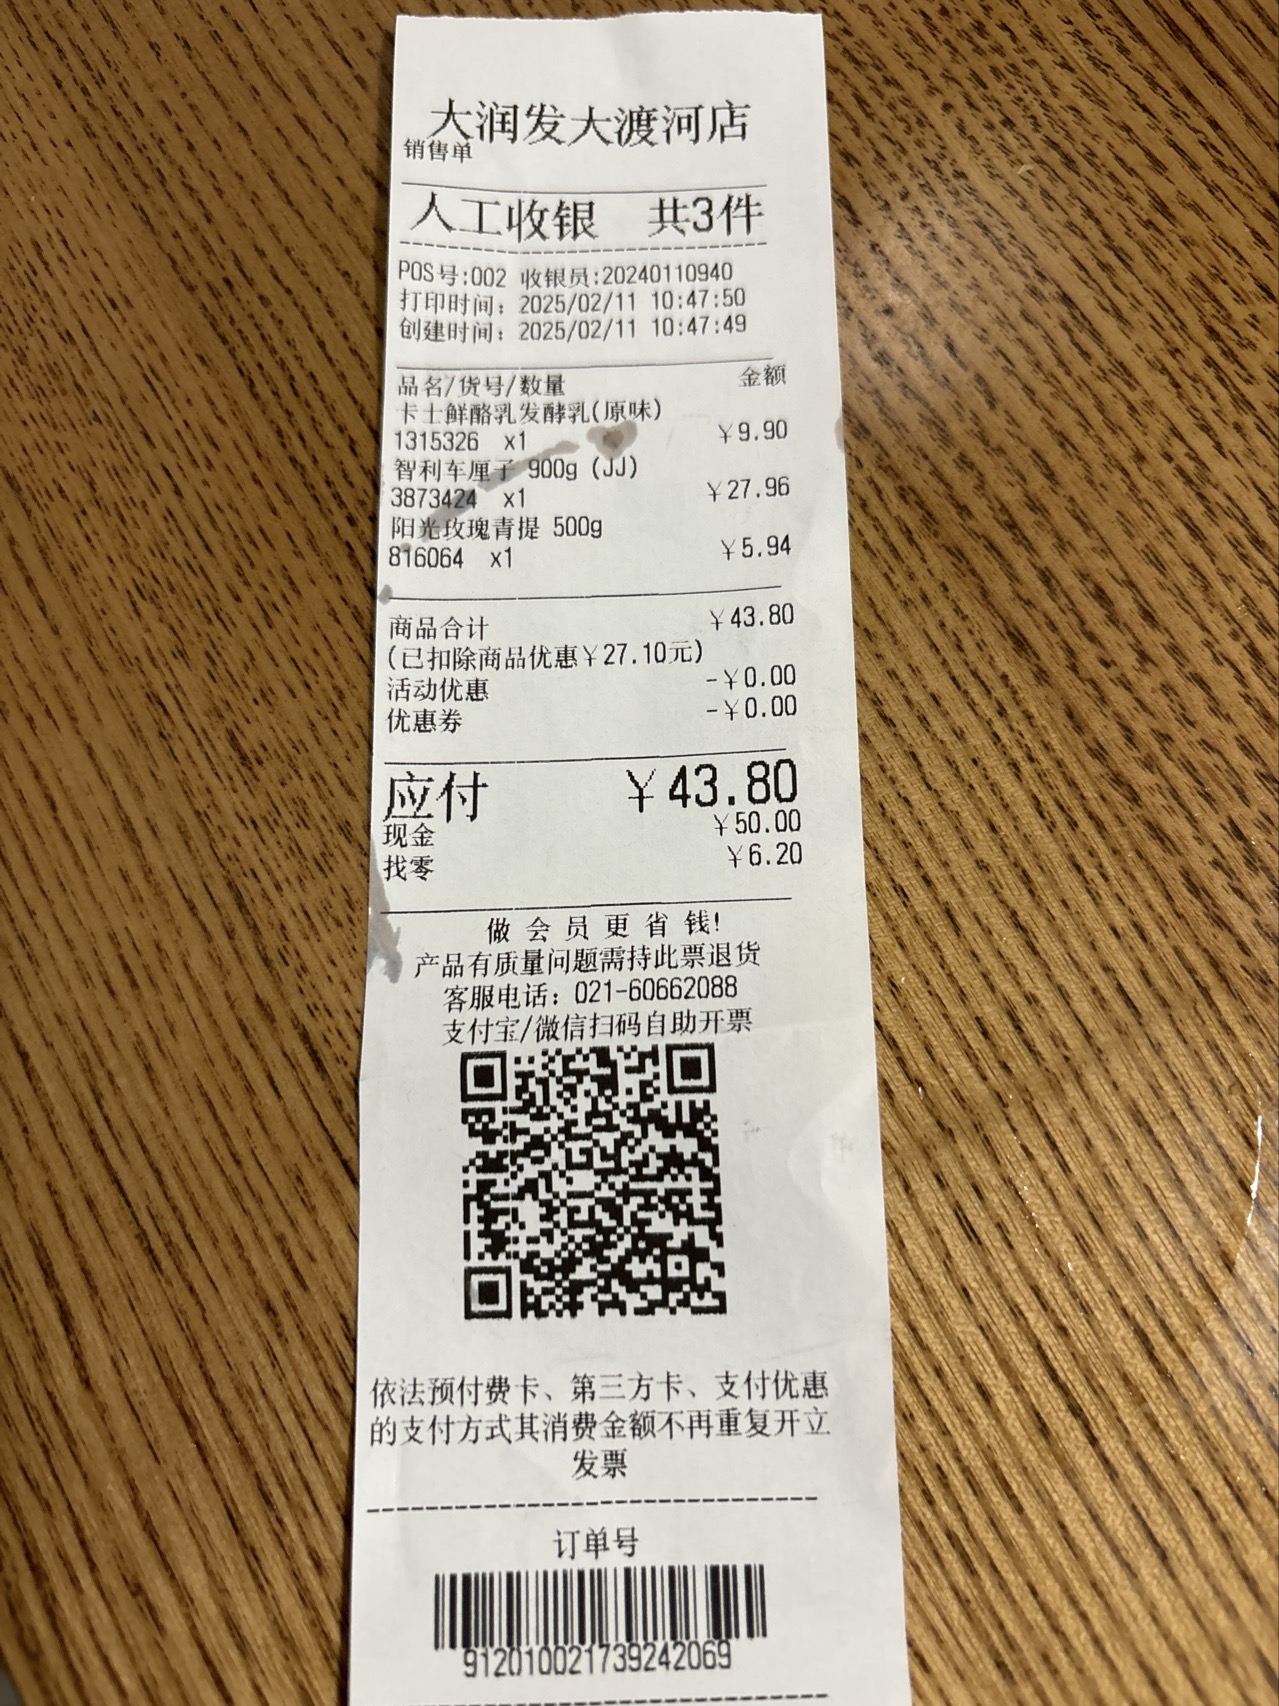 大润发大渡河店
销售单
人工收银 共3件
POS号:002 收银员:20240110940
打印时间: 2025/02/11 10:47:50
创建时间: 2025/02/11 10:47:49
品名/货号/数量 金额
卡士鲜酪乳发酵乳(原味)
1315326 x1 ¥9.90
智利车厘子 900g (JJ)
3873424 x1 ¥27.96
阳光玫瑰青提 500g
816064 x1 ¥5.94
商品合计 ¥43.80
(已扣除商品优惠¥27.10元)
活动优惠 -¥0.00
优惠券 -¥0.00
应付 ¥43.80
现金 ¥50.00
找零 ¥6.20
做会员更省钱!
产品有质量问题需持此票退货
客服电话: 021-60662088
支付宝/微信扫码自助开票
依法预付费卡、第三方卡、支付优惠
的支付方式其消费金额不再重复开立
发票
订单号
912010021739242069